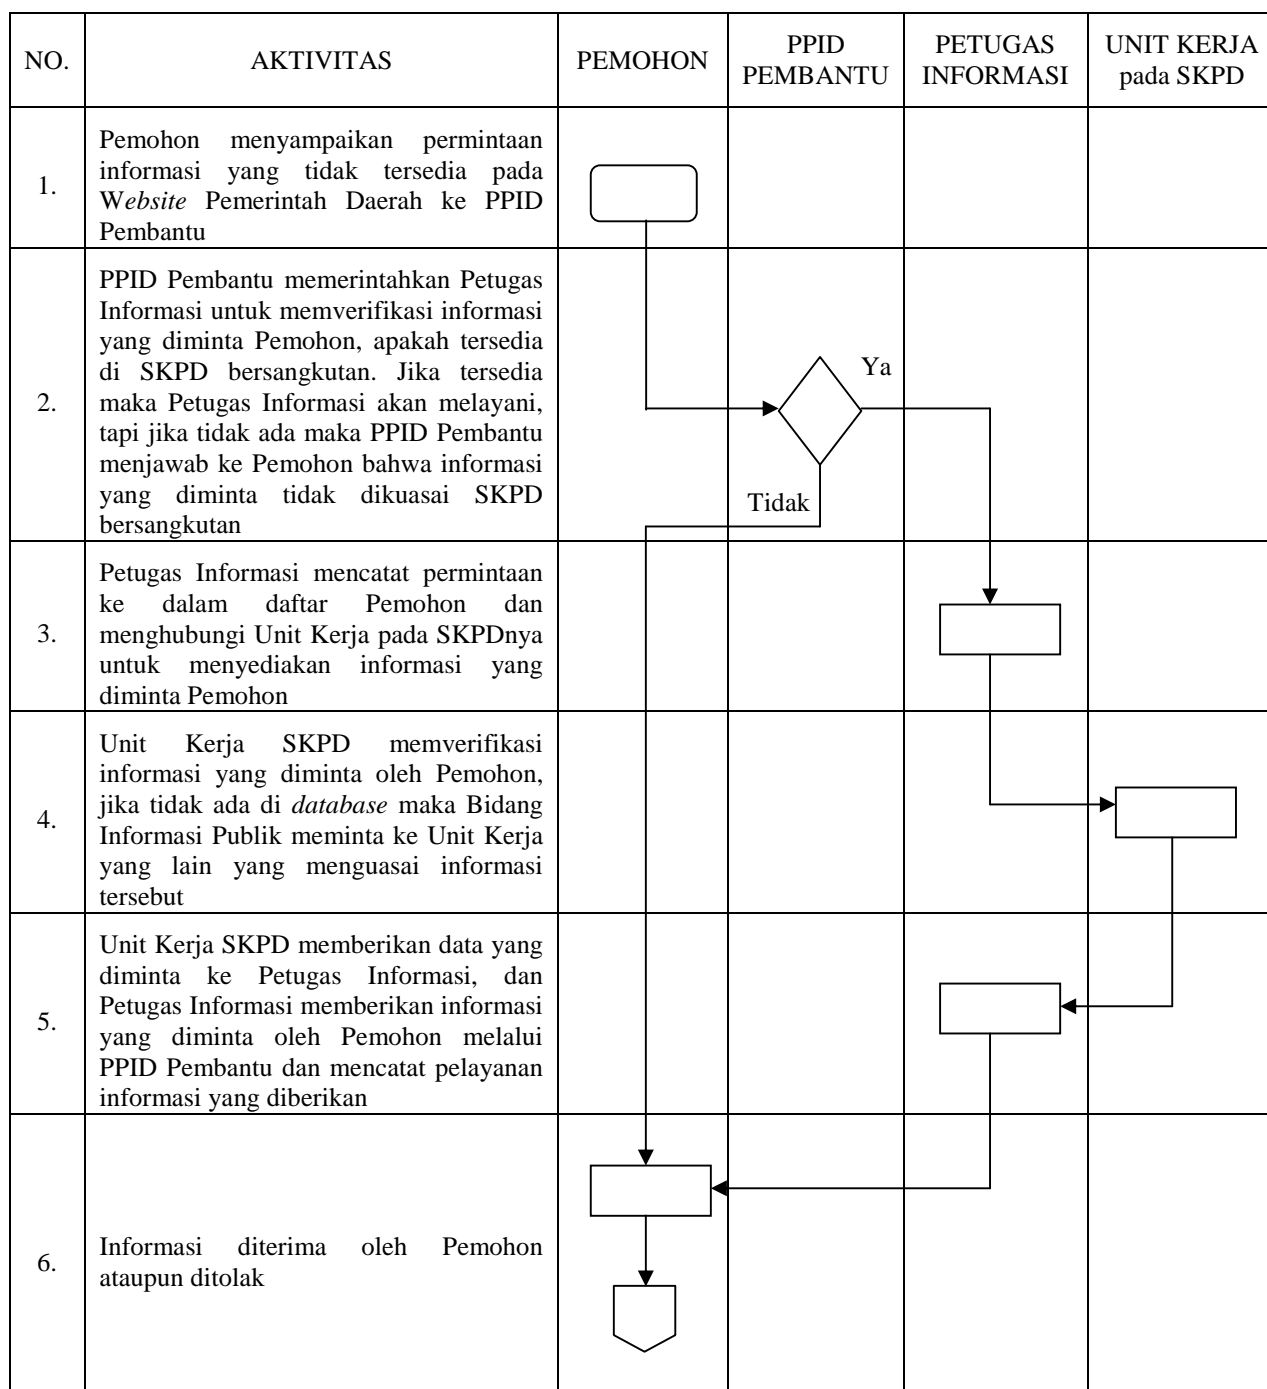 NO.
AKTIVITAS
PEMOHON
PPID
PEMBANTU
PETUGAS
INFORMASI
UNIT KERJA
pada SKPD
1.
Pemohon menyampaikan permintaan
informasi yang tidak tersedia pada
Website Pemerintah Daerah ke PPID
Pembantu
2.
PPID Pembantu memerintahkan Petugas
Informasi untuk memverifikasi informasi
yang diminta Pemohon, apakah tersedia
di SKPD bersangkutan. Jika tersedia
maka Petugas Informasi akan melayani,
tapi jika tidak ada maka PPID Pembantu
menjawab ke Pemohon bahwa informasi
yang diminta tidak dikuasai SKPD
bersangkutan
Ya
Tidak
3.
Petugas Informasi mencatat permintaan
ke dalam daftar Pemohon dan
menghubungi Unit Kerja pada SKPDnya
untuk menyediakan informasi yang
diminta Pemohon
4.
Unit Kerja SKPD memverifikasi
informasi yang diminta oleh Pemohon,
jika tidak ada di database maka Bidang
Informasi Publik meminta ke Unit Kerja
yang lain yang menguasai informasi
tersebut
5.
Unit Kerja SKPD memberikan data yang
diminta ke Petugas Informasi, dan
Petugas Informasi memberikan informasi
yang diminta oleh Pemohon melalui
PPID Pembantu dan mencatat pelayanan
informasi yang diberikan
6.
Informasi diterima oleh Pemohon
ataupun ditolak